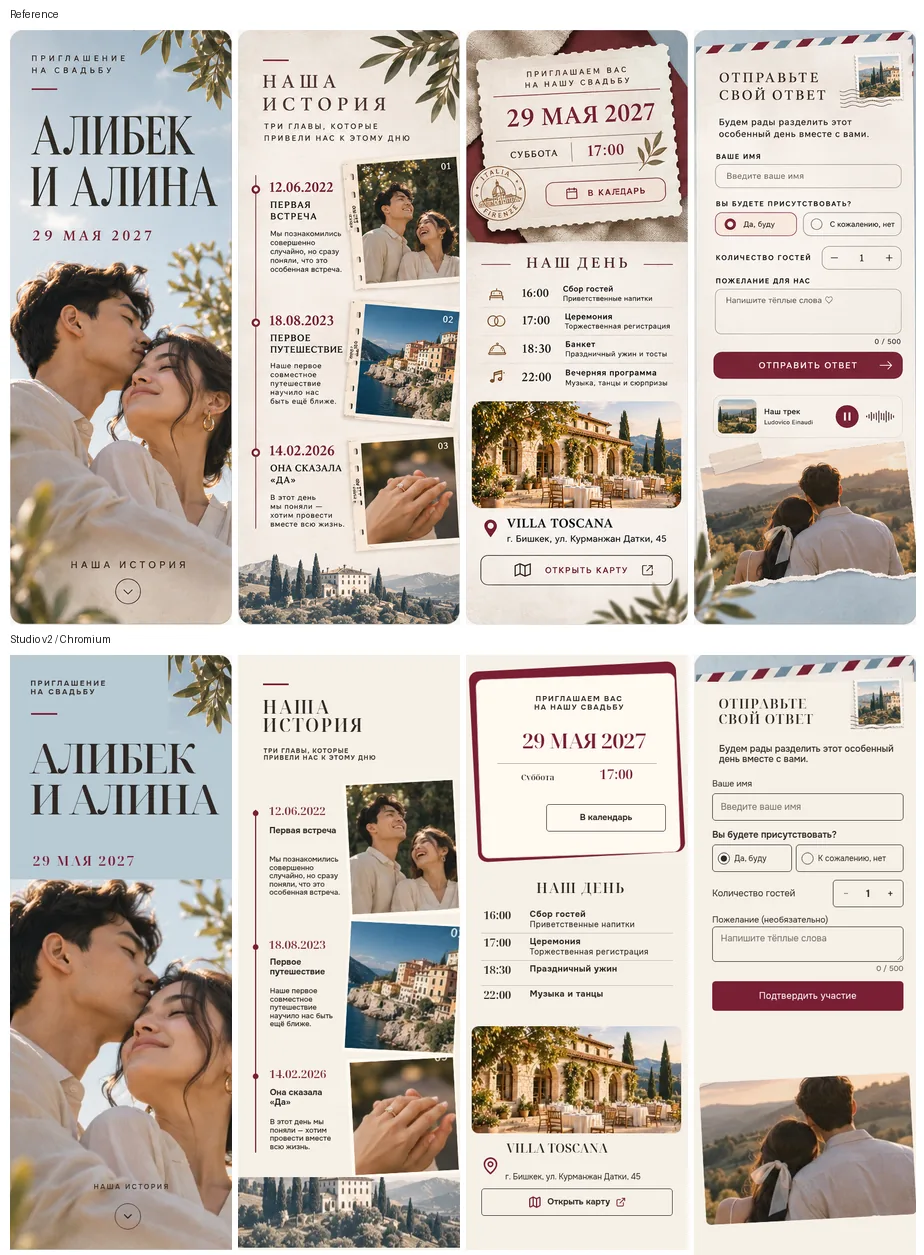 Reference
ПРИГЛАШЕНИЕ
НА СВАДЬБУ
АЛИБЕК
И АЛИНА
29 МАЯ 2027
НАША ИСТОРИЯ
НАША
ИСТОРИЯ
ТРИ ГЛАВЫ, КОТОРЫЕ
ПРИВЕЛИ НАС К ЭТОМУ ДНЮ
01
12.06.2022
ПЕРВАЯ
ВСТРЕЧА
Мы познакомились
совершенно
случайно, но сразу
поняли, что это
особенная встреча.
02
18.08.2023
ПЕРВОЕ
ПУТЕШЕСТВИЕ
Наше первое
совместное
путешествие
научило нас
быть ещё ближе.
03
14.02.2026
ОНА СКАЗАЛА
«ДА»
В этот день
мы поняли —
хотим провести
вместе всю жизнь.
ПРИГЛАШАЕМ ВАС
НА НАШУ СВАДЬБУ
29 МАЯ 2027
СУББОТА
17:00
ITALIA
FIRENZE
НАШ ДЕНЬ
16:00
Сбор гостей
Приветственные напитки
17:00
Церемония
Торжественная регистрация
18:30
Банкет
Праздничный ужин и тосты
22:00
Вечерняя программа
Музыка, танцы и сюрпризы
VILLA TOSCANA
г. Бишкек, ул. Курманжан Датки, 45
ОТКРЫТЬ КАРТУ
ОТПРАВЬТЕ
СВОЙ ОТВЕТ
Будем рады разделить этот
особенный день вместе с вами.
ВАШЕ ИМЯ
Введите ваше имя
ВЫ БУДЕТЕ ПРИСУТСТВОВАТЬ?
Да, буду
С кожалению, нет
КОЛИЧЕСТВО ГОСТЕЙ
− 1 +
ПОЖЕЛАНИЕ ДЛЯ НАС
Напишите тёплые слова ♡
0 / 500
ОТПРАВИТЬ ОТВЕТ
Наш трек
Ludovico Einaudi
Studio v2 / Chromium
ПРИГЛАШЕНИЕ
НА СВАДЬБУ
АЛИБЕК
И АЛИНА
29 МАЯ 2027
НАША ИСТОРИЯ
НАША
ИСТОРИЯ
ТРИ ГЛАВЫ, КОТОРЫЕ
ПРИВЕЛИ НАС К ЭТОМУ ДНЮ
12.06.2022
Первая встреча
Мы познакомились
совершенно
случайно, но сразу
поняли, что это
особенная встреча.
18.08.2023
Первое
путешествие
Наше первое
совместное
путешествие
научило нас быть
ещё ближе.
14.02.2026
Она сказала
«Да»
В этот день мы
поняли — хотим
провести вместе
всю жизнь.
ПРИГЛАШАЕМ ВАС
НА НАШУ СВАДЬБУ
29 МАЯ 2027
Суббота
17:00
В календарь
НАШ ДЕНЬ
16:00
Сбор гостей
Приветственные напитки
17:00
Церемония
Торжественная регистрация
18:30
Праздничный ужин
22:00
Музыка и танцы
VILLA TOSCANA
г. Бишкек, ул. Курманжан Датки, 45
Открыть карту
ОТПРАВЬТЕ
СВОЙ ОТВЕТ
Будем рады разделить этот особенный
день вместе с вами.
Ваше имя
Введите ваше имя
Вы будете присутствовать?
Да, буду
К сожалению, нет
Количество гостей
− 1 +
Пожелание (необязательно)
Напишите тёплые слова
0 / 500
Подтвердить участие